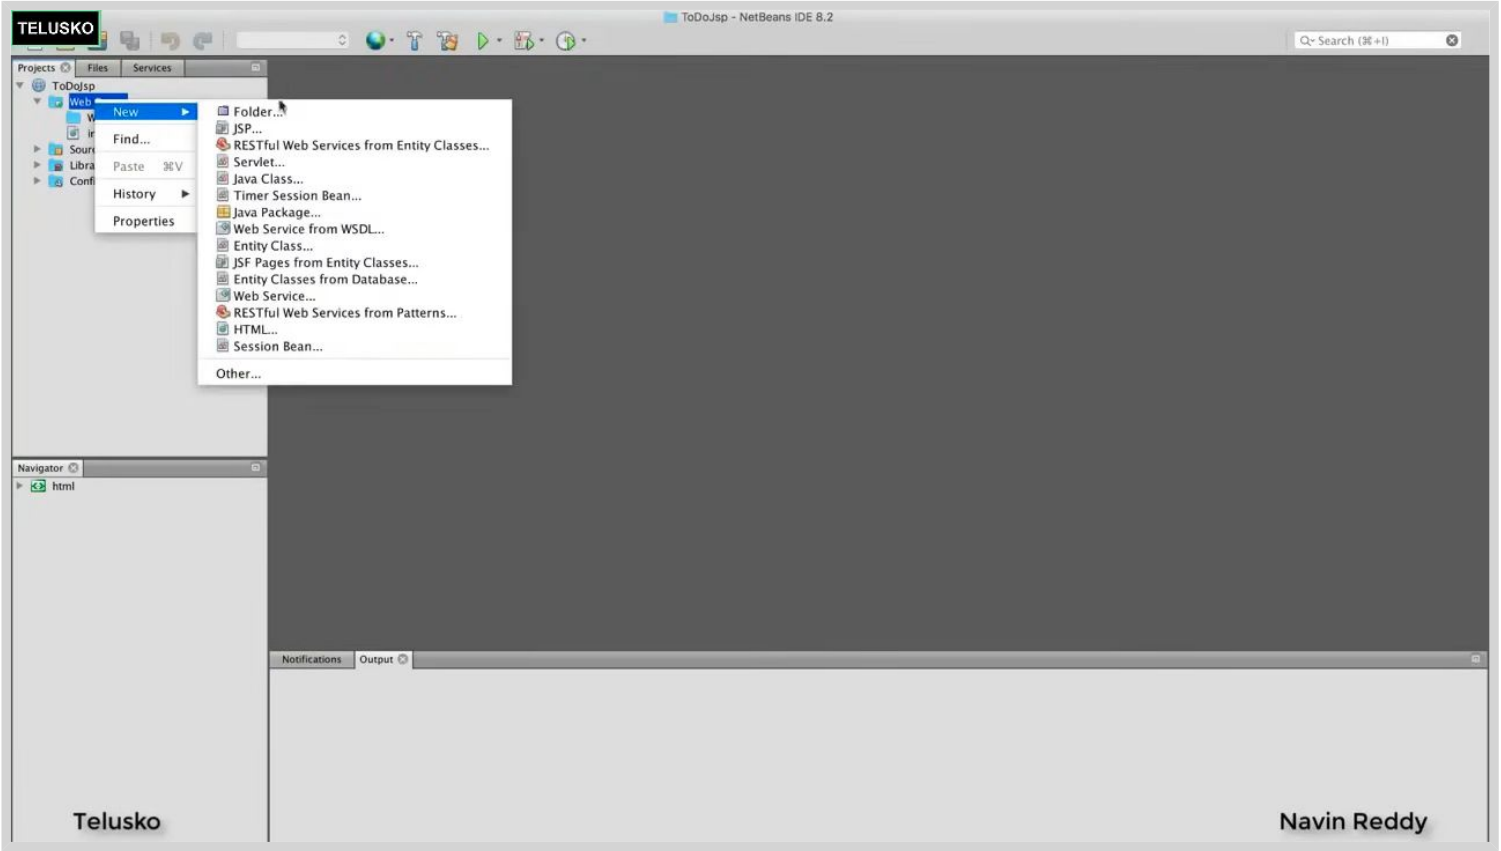 TELUSKO
ToDoJsp - NetBeans IDE 8.2
Search (⌘+I)
Projects Files Services
ToDoJsp
Web
New
Find...
Sour
Libra
Paste ⌘V
Confi
History
Properties
Folder...
JSP...
RESTful Web Services from Entity Classes...
Servlet...
Java Class...
Timer Session Bean...
Java Package...
Web Service from WSDL...
Entity Class...
JSF Pages from Entity Classes...
Entity Classes from Database...
Web Service...
RESTful Web Services from Patterns...
HTML...
Session Bean...
Other...
Navigator
html
Notifications Output
Telusko
Navin Reddy